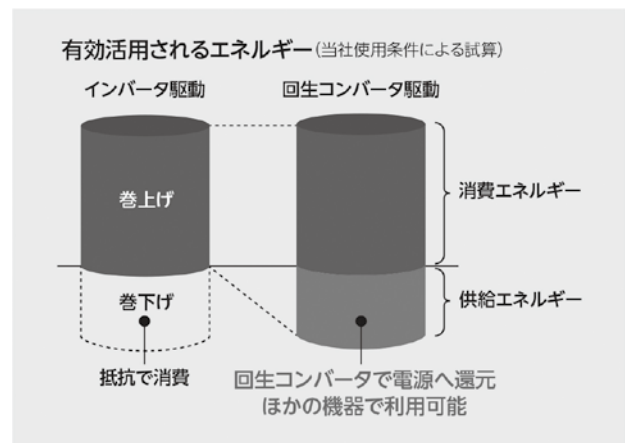 有効活用されるエネルギー(当社使用条件による試算)
インバータ駆動
回生コンバータ駆動
巻上げ
消費エネルギー
巻下げ
供給エネルギー
抵抗で消費
回生コンバータで電源へ還元
ほかの機器で利用可能